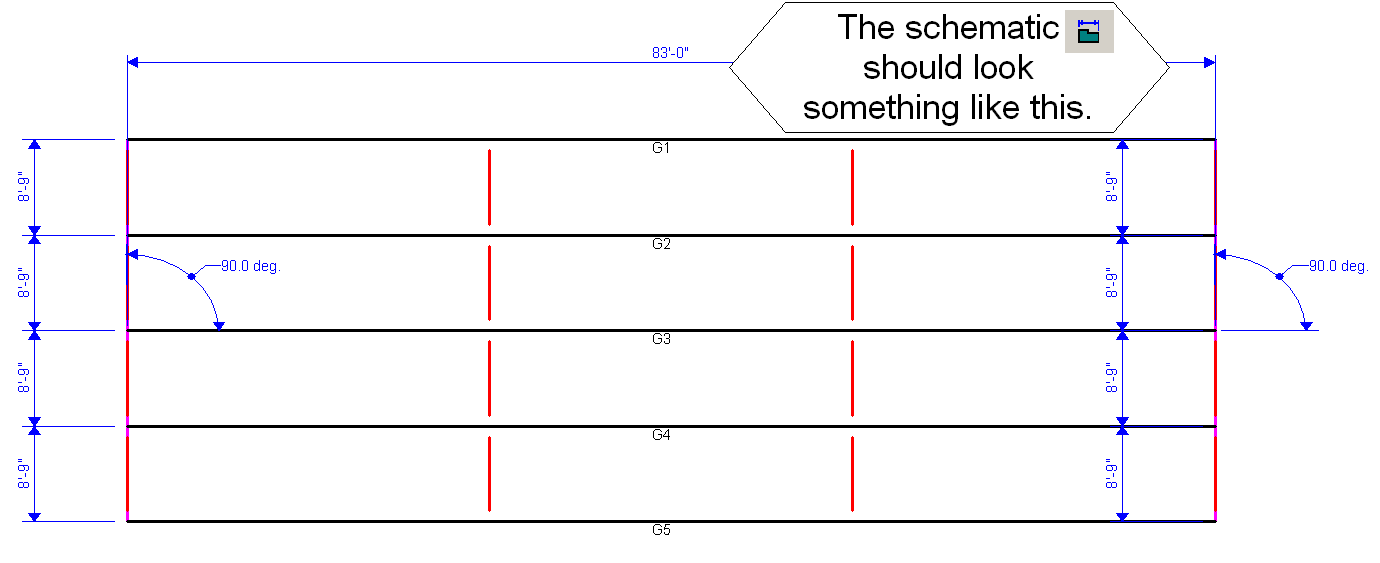 The schematic
should look
something like this.
83'-0"
G1
8'-9"
8'-9"
G2
90.0 deg.
90.0 deg.
8'-9"
8'-9"
G3
8'-9"
8'-9"
G4
8'-9"
8'-9"
G5